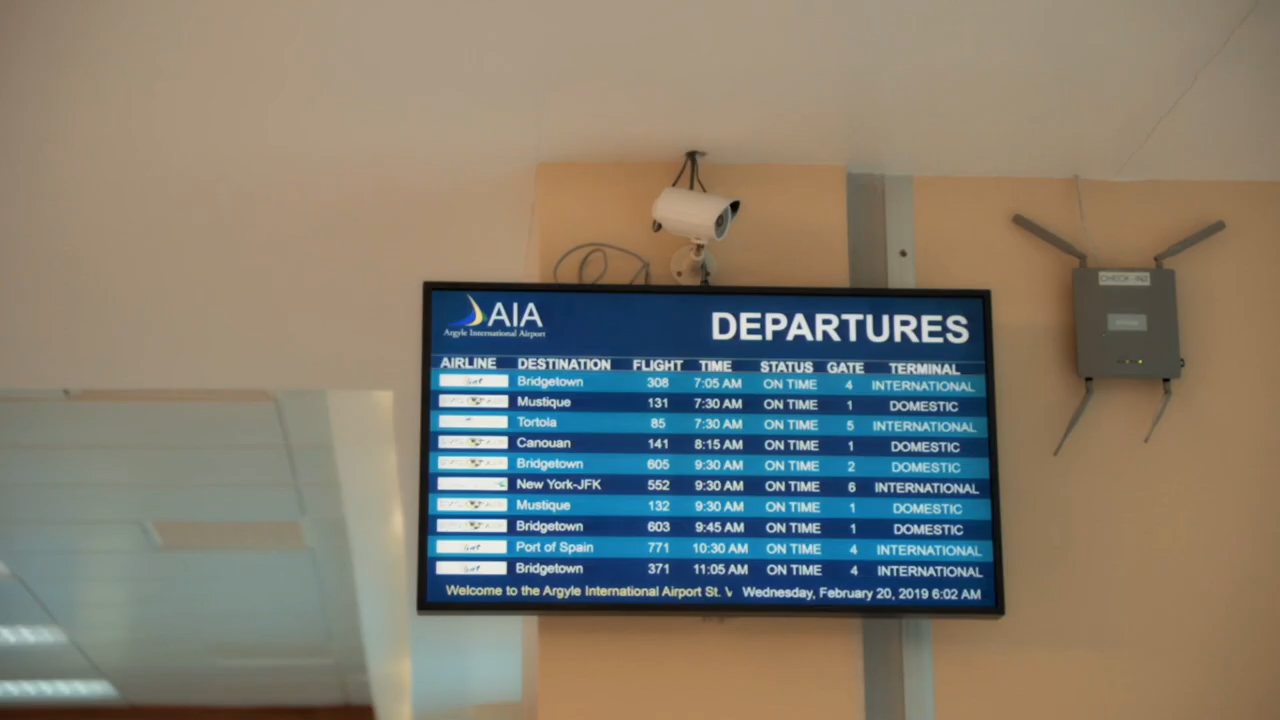 AIA
Argyle International Airport
DEPARTURES
AIRLINE DESTINATION FLIGHT TIME STATUS GATE TERMINAL
Bridgetown 308 7:05 AM ON TIME 4 INTERNATIONAL
Mustique 131 7:30 AM ON TIME 1 DOMESTIC
Tortola 85 7:30 AM ON TIME 5 INTERNATIONAL
Canouan 141 8:15 AM ON TIME 1 DOMESTIC
Bridgetown 605 9:30 AM ON TIME 2 DOMESTIC
New York-JFK 552 9:30 AM ON TIME 6 INTERNATIONAL
Mustique 132 9:30 AM ON TIME 1 DOMESTIC
Bridgetown 603 9:45 AM ON TIME 1 DOMESTIC
Port of Spain 771 10:30 AM ON TIME 4 INTERNATIONAL
Bridgetown 371 11:05 AM ON TIME 4 INTERNATIONAL
Welcome to the Argyle International Airport St. Wednesday, February 20, 2019 6:02 AM